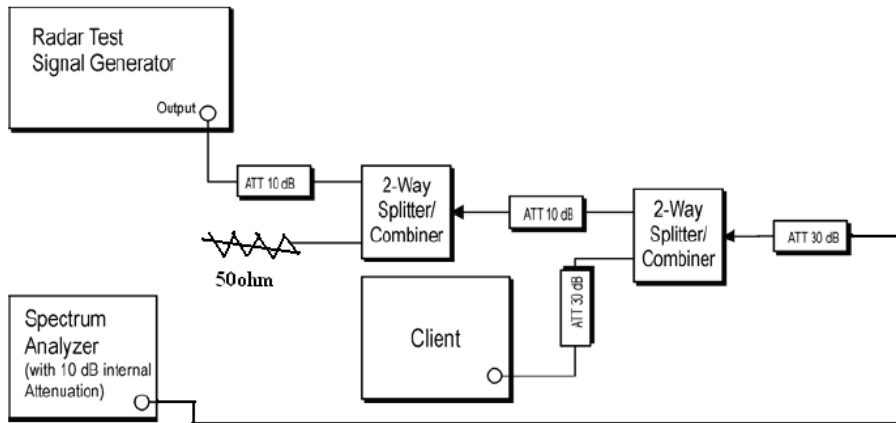 Radar Test
Signal Generator
Output
ATT 10 dB
2-Way
Splitter/
Combiner
ATT 10 dB
2-Way
Splitter/
Combiner
ATT 30 dB
50ohm
ATT 30 dB
Client
Spectrum
Analyzer
(with 10 dB internal
Attenuation)